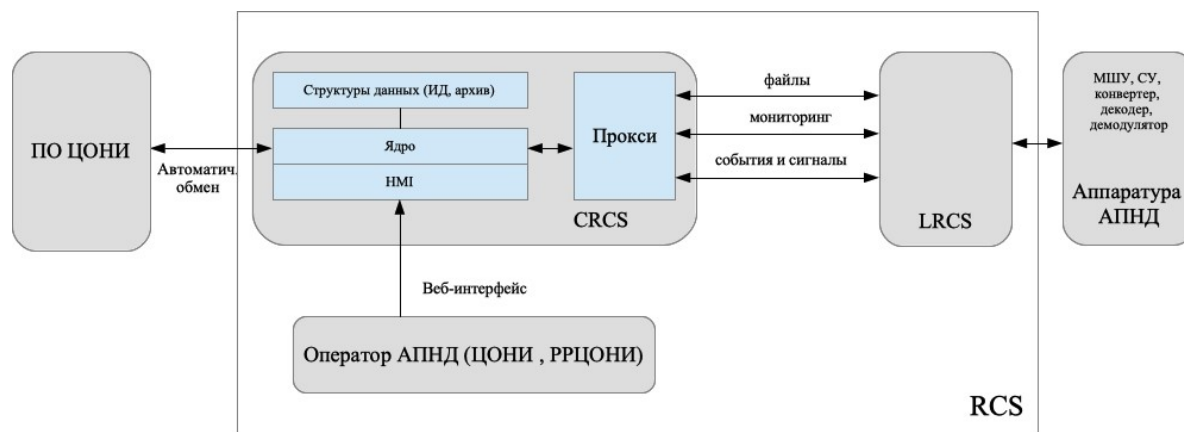 ПО ЦОНИ
Автоматич.
обмен
Структуры данных (ИД, архив)
Ядро
HMI
Прокси
CRCS
файлы
мониторинг
события и сигналы
LRCS
МШУ, СУ,
конвертер,
декодер,
демодулятор
Аппаратура
АПНД
Веб-интерфейс
Оператор АПНД (ЦОНИ , РРЦОНИ)
RCS